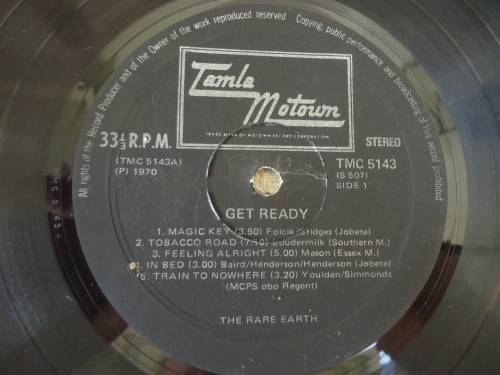 All rights of the Record Producer and of the Owner of the work reproduced reserved
Copying, public performance and broadcasting of this record prohibited
Tamla
Motown
TRADE MARK OF MOTOWN RECORD CORPORATION
33 1/3 R.P.M.
STEREO
(TMC 5143A)
(P) 1970
TMC 5143
(S 507)
SIDE 1
GET READY
1. MAGIC KEY (3.50) Folcik/Bridges (Jobete)
2. TOBACCO ROAD (7.10) Loudermilk (Southern M.)
3. FEELING ALRIGHT (5.00) Mason (Essex M.)
4. IN BED (3.00) Baird/Henderson/Henderson (Jobete)
5. TRAIN TO NOWHERE (3.20) Youlden/Simmonds
(MCPS obo Regent)
THE RARE EARTH